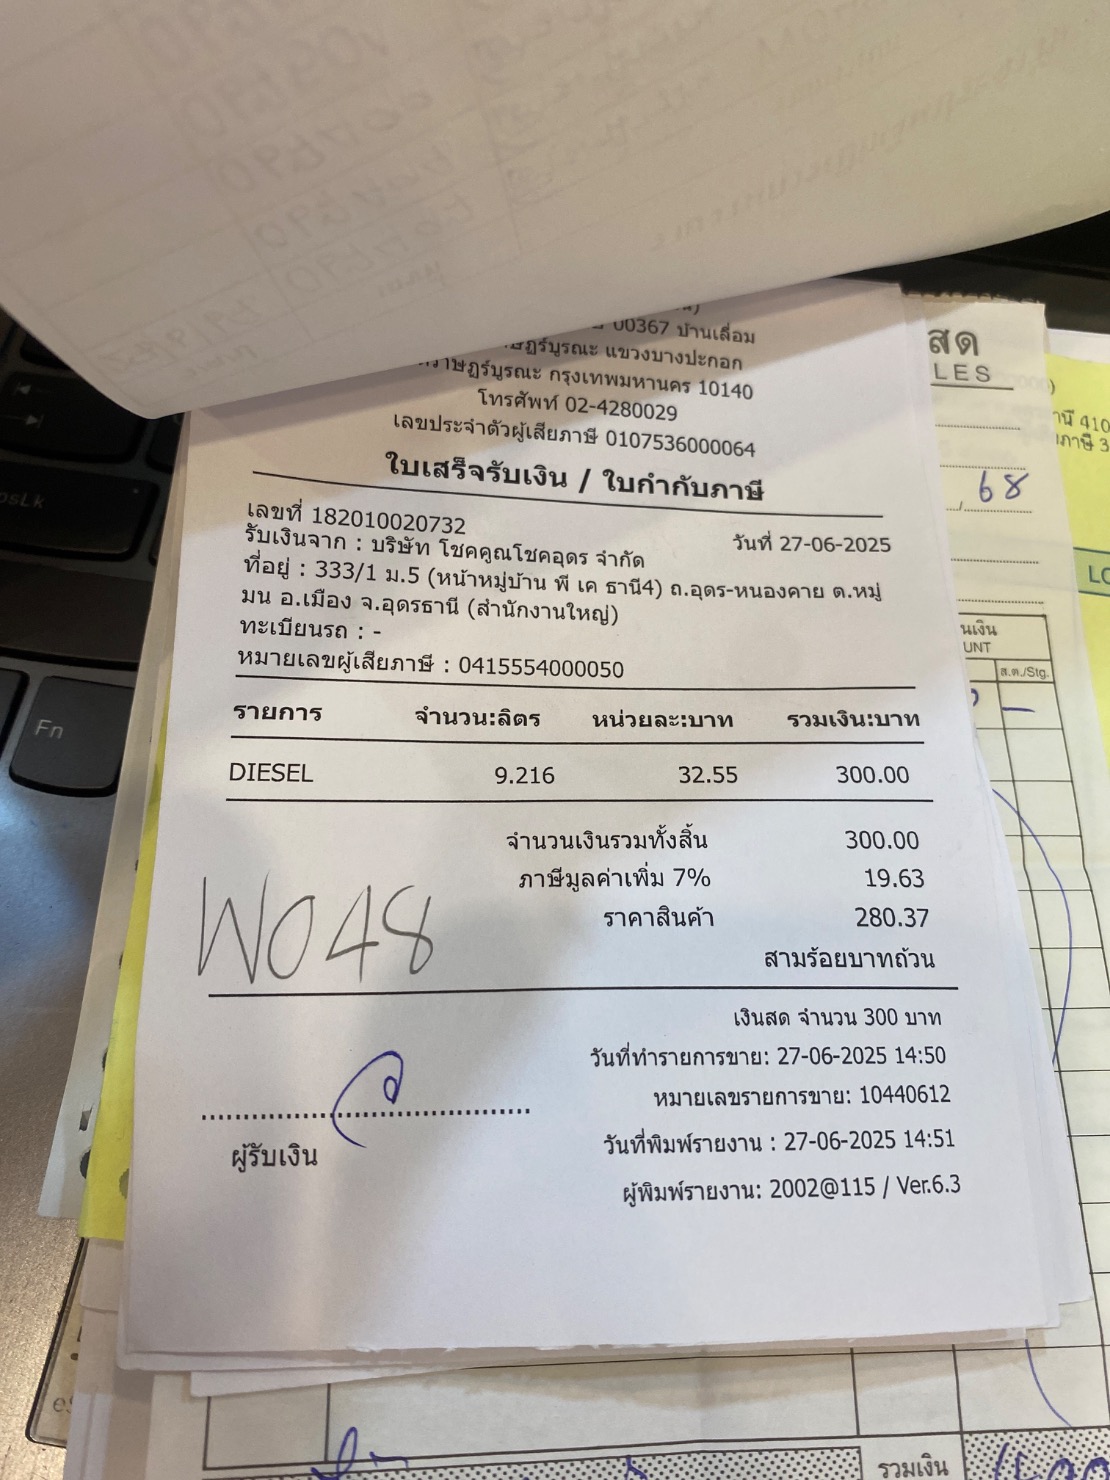 00367 บ้านเลื่อม
ราษฎร์บูรณะ แขวงบางปะกอก
ราษฎร์บูรณะ กรุงเทพมหานคร 10140
โทรศัพท์ 02-4280029
เลขประจำตัวผู้เสียภาษี 0107536000064
ใบเสร็จรับเงิน / ใบกำกับภาษี
เลขที่ 182010020732
วันที่ 27-06-2025
รับเงินจาก : บริษัท โชคคูณโชคอุดร จำกัด
ที่อยู่ : 333/1 ม.5 (หน้าหมู่บ้าน พี เค ธานี4) ถ.อุดร-หนองคาย ต.หมู่
มน อ.เมือง จ.อุดรธานี (สำนักงานใหญ่)
ทะเบียนรถ : -
หมายเลขผู้เสียภาษี : 0415554000050
รายการ จำนวน:ลิตร หน่วยละ:บาท รวมเงิน:บาท
DIESEL 9.216 32.55 300.00
จำนวนเงินรวมทั้งสิ้น 300.00
ภาษีมูลค่าเพิ่ม 7% 19.63
ราคาสินค้า 280.37
สามร้อยบาทถ้วน
W048
เงินสด จำนวน 300 บาท
วันที่ทำรายการขาย: 27-06-2025 14:50
หมายเลขรายการขาย: 10440612
วันที่พิมพ์รายงาน : 27-06-2025 14:51
ผู้พิมพ์รายงาน: 2002@115 / Ver.6.3
ผู้รับเงิน
สด
LES
68
นเงิน
UNT
ส.ต./Stg.
รวมเงิน
Fn